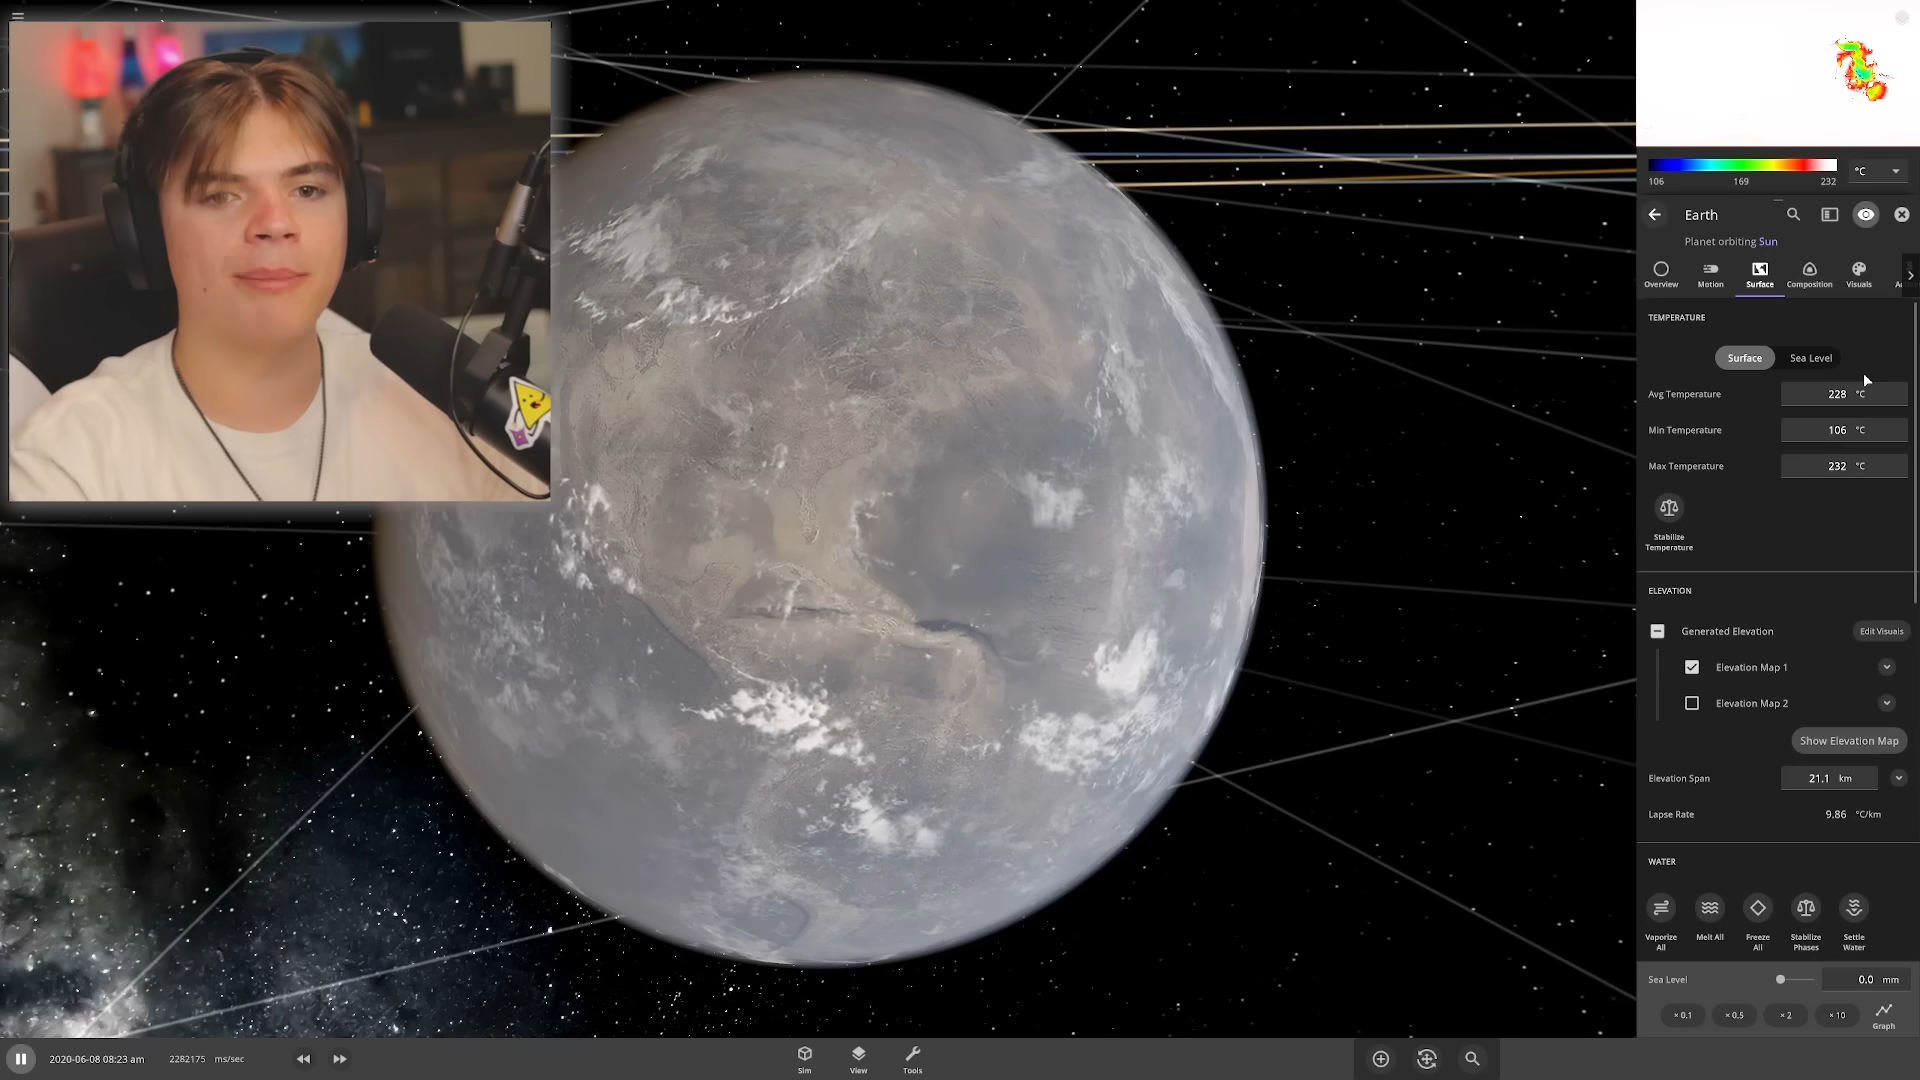 °C
106 169 232
Earth
Planet orbiting Sun
Overview Motion Surface Composition Visuals
TEMPERATURE
Surface Sea Level
Avg Temperature 228 °C
Min Temperature 106 °C
Max Temperature 232 °C
Stabilize
Temperature
ELEVATION
Generated Elevation Edit Visuals
Elevation Map 1
Elevation Map 2
Show Elevation Map
Elevation Span 21.1 km
Lapse Rate 9.86 °C/km
WATER
Vaporize All
Melt All
Freeze All
Stabilize Phases
Settle Water
Sea Level 0.0 mm
× 0.1 × 0.5 × 2 × 10 Graph
2020-06-08 08:23 am 2282175 ms/sec
Sim View Tools